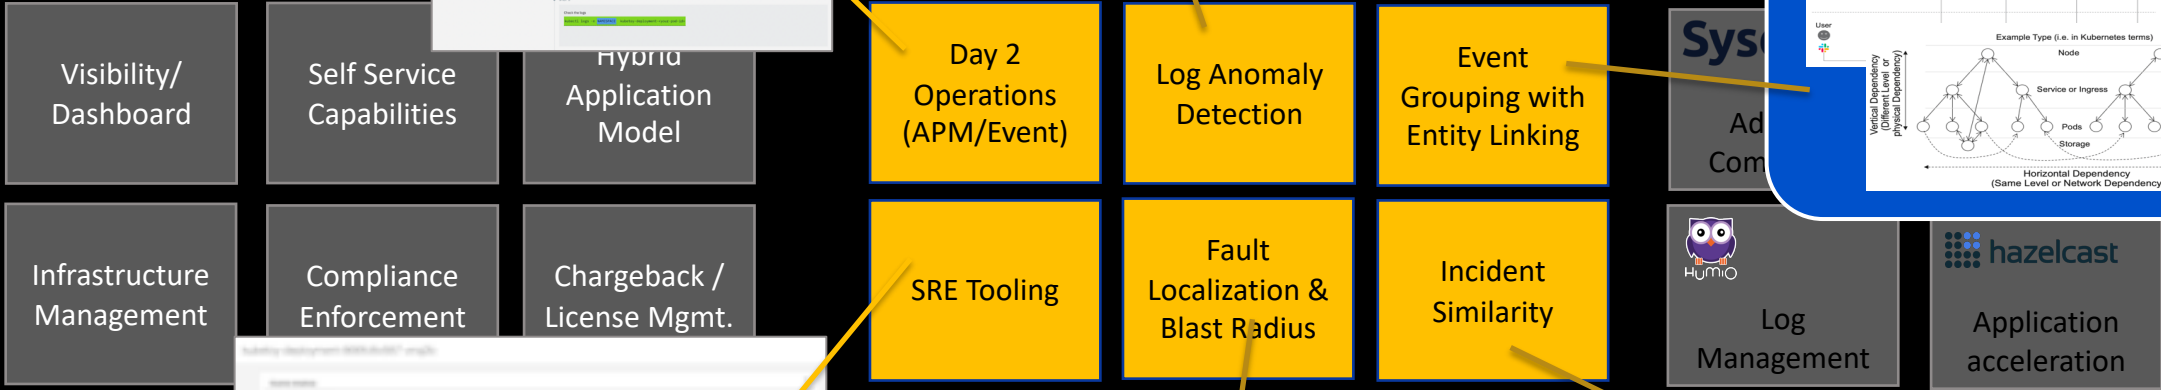 Visibility/
Dashboard
Self Service
Capabilities
Hybrid
Application
Model
Day 2
Operations
(APM/Event)
Log Anomaly
Detection
Event
Grouping with
Entity Linking
Sys
Ad
Com
User
Example Type (i.e. in Kubernetes terms)
Node
Service or Ingress
Pods
Storage
Vertical Dependency
(Different Level or
physical Dependency)
Horizontal Dependency
(Same Level or Network Dependency
Infrastructure
Management
Compliance
Enforcement
Chargeback /
License Mgmt.
SRE Tooling
Fault
Localization &
Blast Radius
Incident
Similarity
HUMIO
Log
Management
hazelcast
Application
acceleration